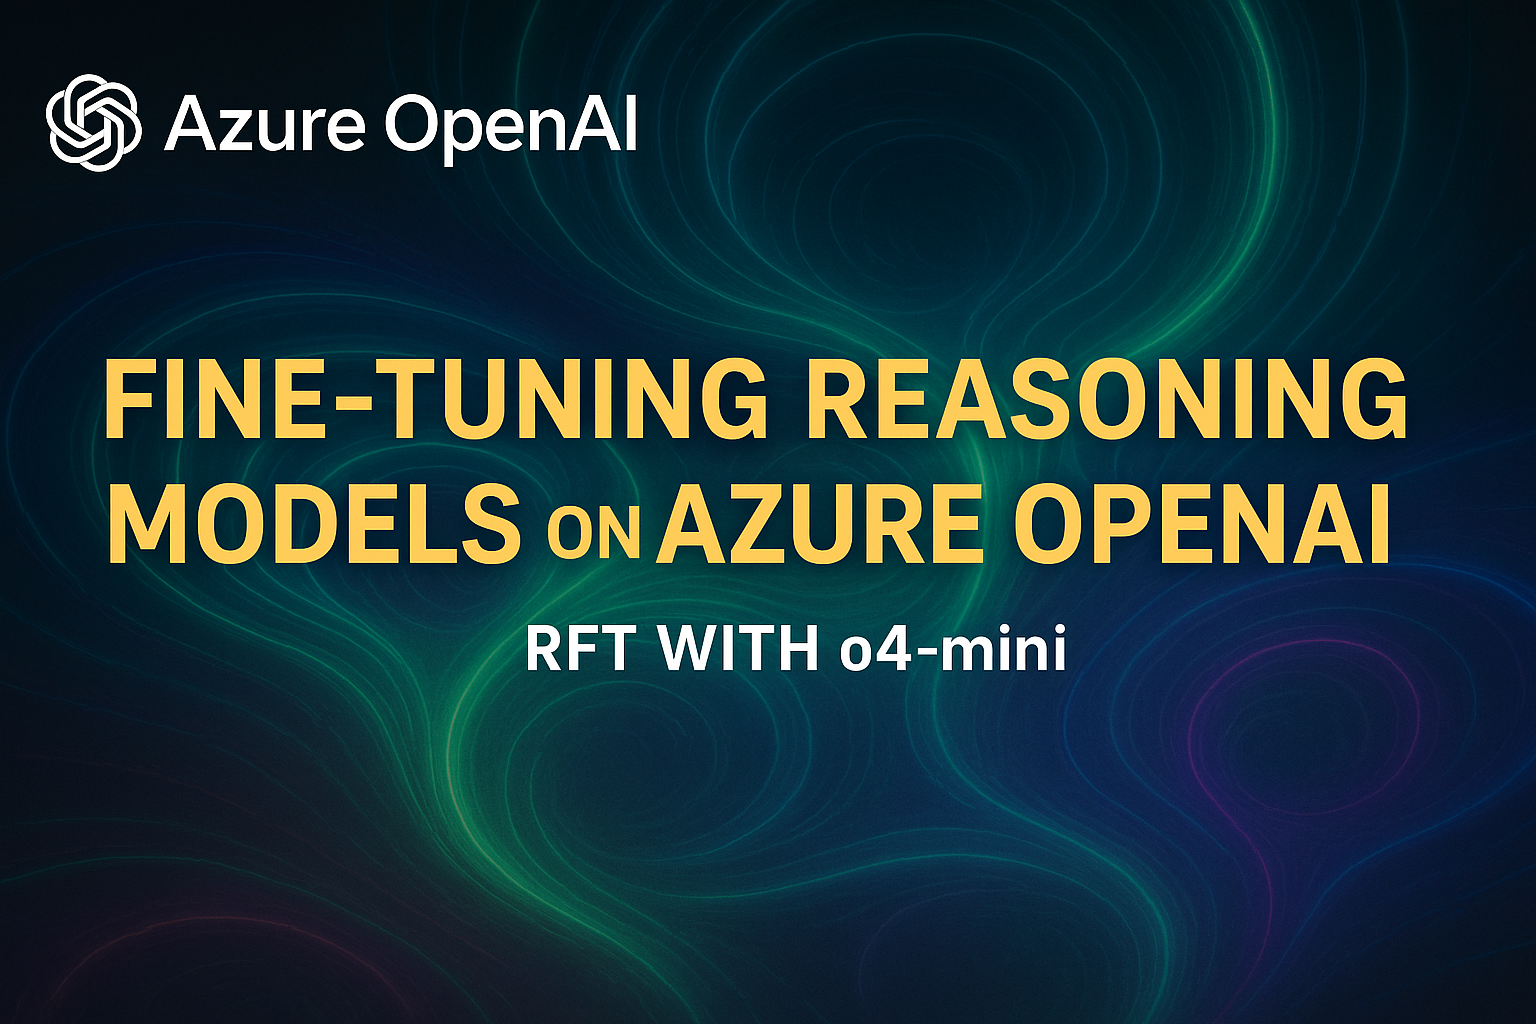 Azure OpenAI
FINE-TUNING REASONING
MODELS ON AZURE OPENAI
RFT WITH o4-mini